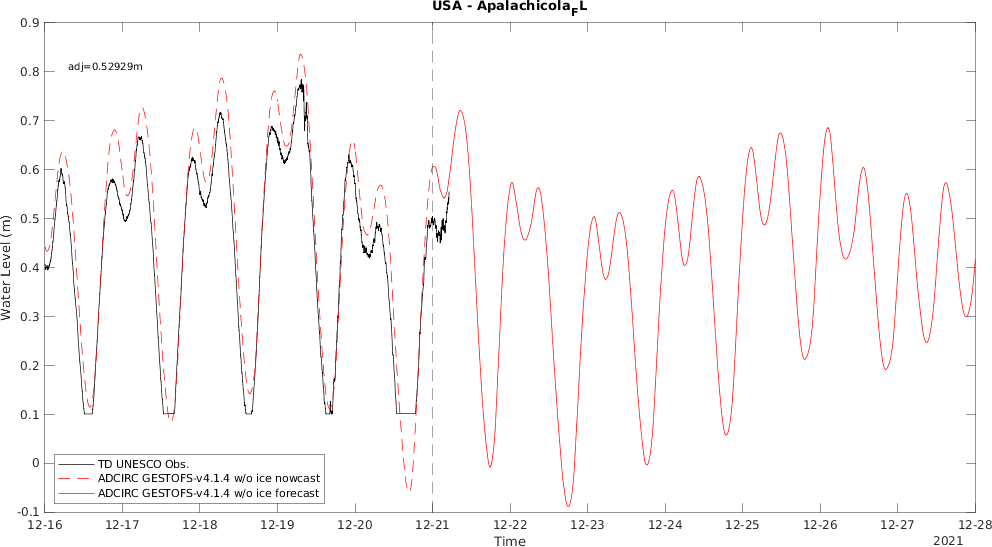 USA - Apalachicola_FL
0.9
0.8
adj=0.52929m
0.7
0.6
0.5
0.4
0.3
0.2
0.1
0
-0.1
Water Level (m)
TD UNESCO Obs.
ADCIRC GESTOFS-v4.1.4 w/o ice nowcast
ADCIRC GESTOFS-v4.1.4 w/o ice forecast
12-16 12-17 12-18 12-19 12-20 12-21 12-22 12-23 12-24 12-25 12-26 12-27 12-28
Time
2021